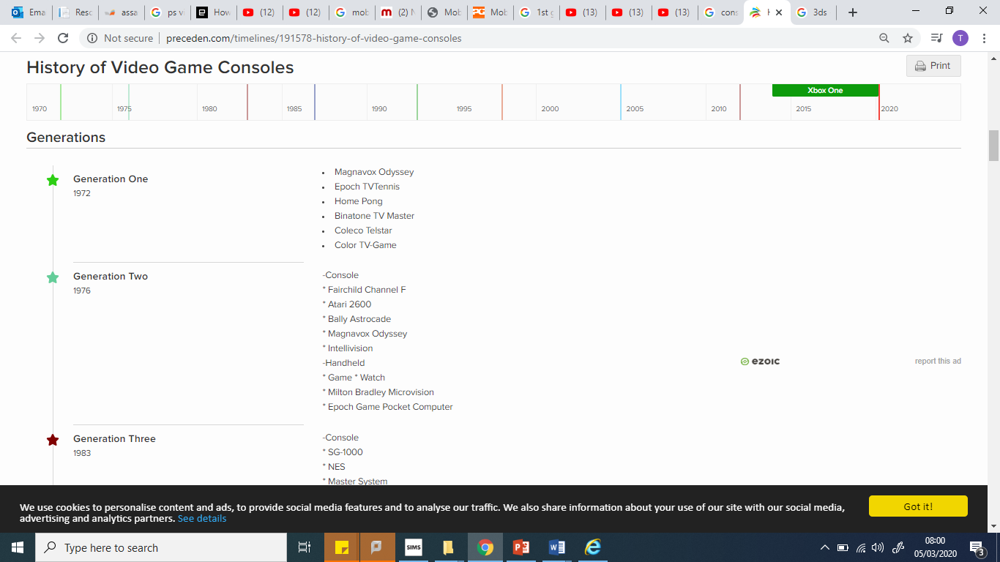 Ema
Resc
assa
ps vi
How
(12)
(12)
mob
(2) N
Mob
Mob
1st g
(13)
(13)
(13)
cons
H
3ds
Not secure | preceden.com/timelines/191578-history-of-video-game-consoles
T
History of Video Game Consoles
Print
Xbox One
1970 1975 1980 1985 1990 1995 2000 2005 2010 2015 2020
Generations
Generation One
1972
• Magnavox Odyssey
• Epoch TVTennis
• Home Pong
• Binatone TV Master
• Coleco Telstar
• Color TV-Game
Generation Two
1976
-Console
* Fairchild Channel F
* Atari 2600
* Bally Astrocade
* Magnavox Odyssey
* Intellivision
-Handheld
* Game * Watch
* Milton Bradley Microvision
* Epoch Game Pocket Computer
ezoic
report this ad
Generation Three
1983
-Console
* SG-1000
* NES
* Master System
We use cookies to personalise content and ads, to provide social media features and to analyse our traffic. We also share information about your use of our site with our social media,
advertising and analytics partners. See details
Got it!
Type here to search
SIMS
08:00
05/03/2020
3